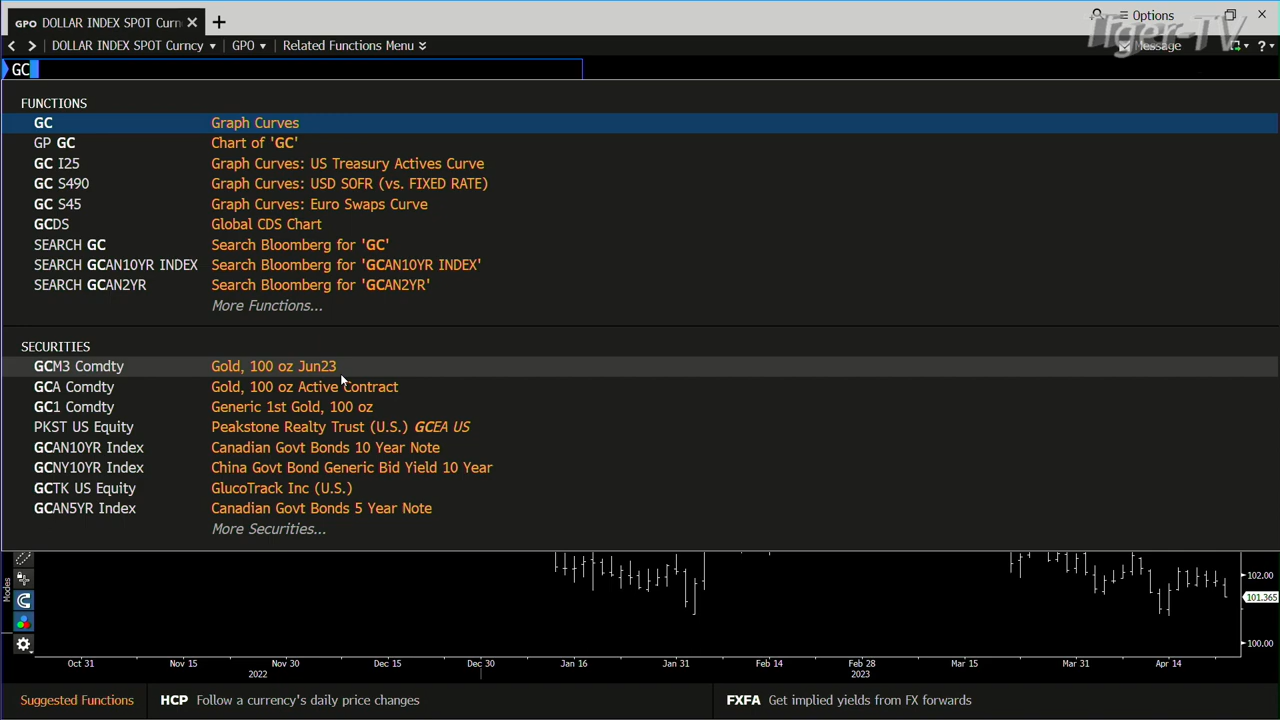 GPO DOLLAR INDEX SPOT Curn
Options
Tiger-TV
DOLLAR INDEX SPOT Curncy GPO Related Functions Menu Message
GC
FUNCTIONS
GC Graph Curves
GP GC Chart of 'GC'
GC I25 Graph Curves: US Treasury Actives Curve
GC S490 Graph Curves: USD SOFR (vs. FIXED RATE)
GC S45 Graph Curves: Euro Swaps Curve
GCDS Global CDS Chart
SEARCH GC Search Bloomberg for 'GC'
SEARCH GCAN10YR INDEX Search Bloomberg for 'GCAN10YR INDEX'
SEARCH GCAN2YR Search Bloomberg for 'GCAN2YR'
More Functions...
SECURITIES
GCM3 Comdty Gold, 100 oz Jun23
GCA Comdty Gold, 100 oz Active Contract
GC1 Comdty Generic 1st Gold, 100 oz
PKST US Equity Peakstone Realty Trust (U.S.) GCEA US
GCAN10YR Index Canadian Govt Bonds 10 Year Note
GCNY10YR Index China Govt Bond Generic Bid Yield 10 Year
GCTK US Equity GlucoTrack Inc (U.S.)
GCAN5YR Index Canadian Govt Bonds 5 Year Note
More Securities...
Modes
102.00
101.365
100.00
Oct 31 Nov 15 Nov 30 Dec 15 Dec 30 Jan 16 Jan 31 Feb 14 Feb 28 Mar 15 Mar 31 Apr 14
2022 2023
Suggested Functions HCP Follow a currency's daily price changes FXFA Get implied yields from FX forwards